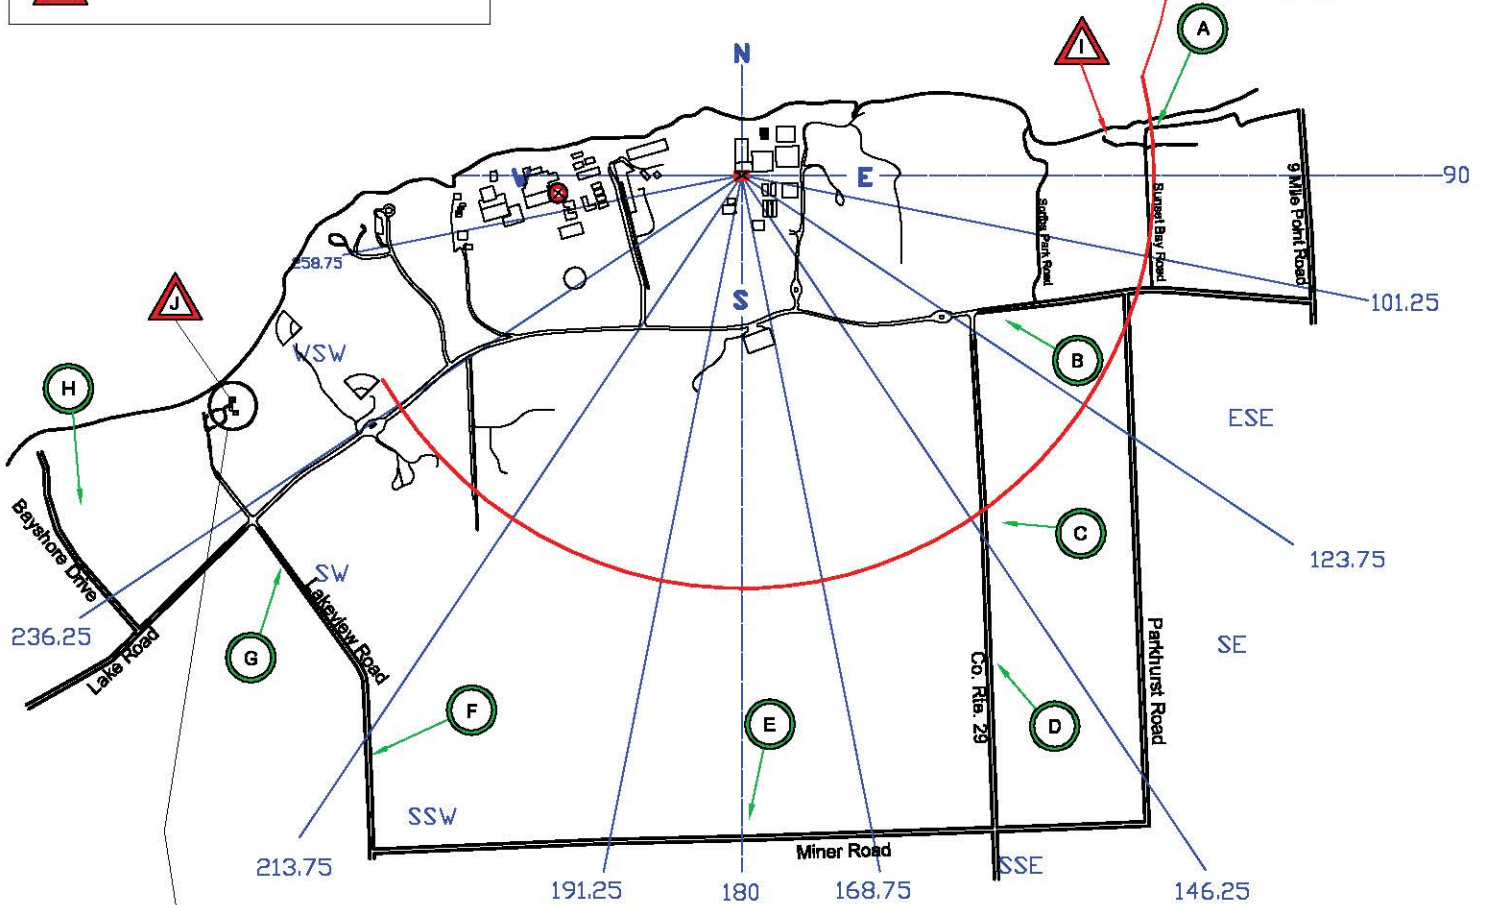 A
I
N
W
E
90
9 Mile Point Road
Sunset Bay Road
258.75
S
101.25
J
WSW
B
H
ESE
C
Bayshore Drive
123.75
SW
236.25
Lake Road
Lakeview Road
G
SE
Parkhurst Road
Co. Rte. 29
F
E
D
SSW
Miner Road
213.75
191.25
180
168.75
SSE
146.25